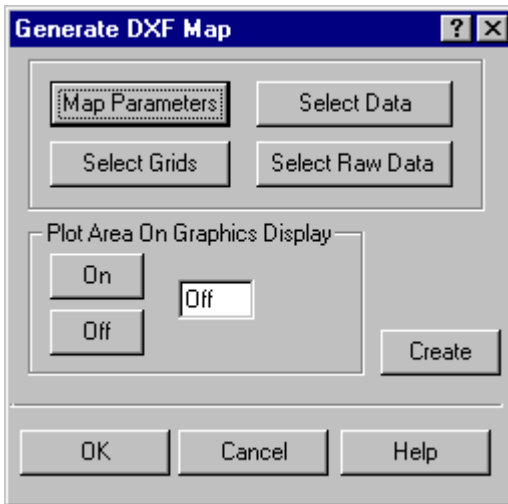 Generate DXF Map
Map Parameters Select Data
Select Grids Select Raw Data
Plot Area On Graphics Display
On
Off
Off
Create
OK Cancel Help